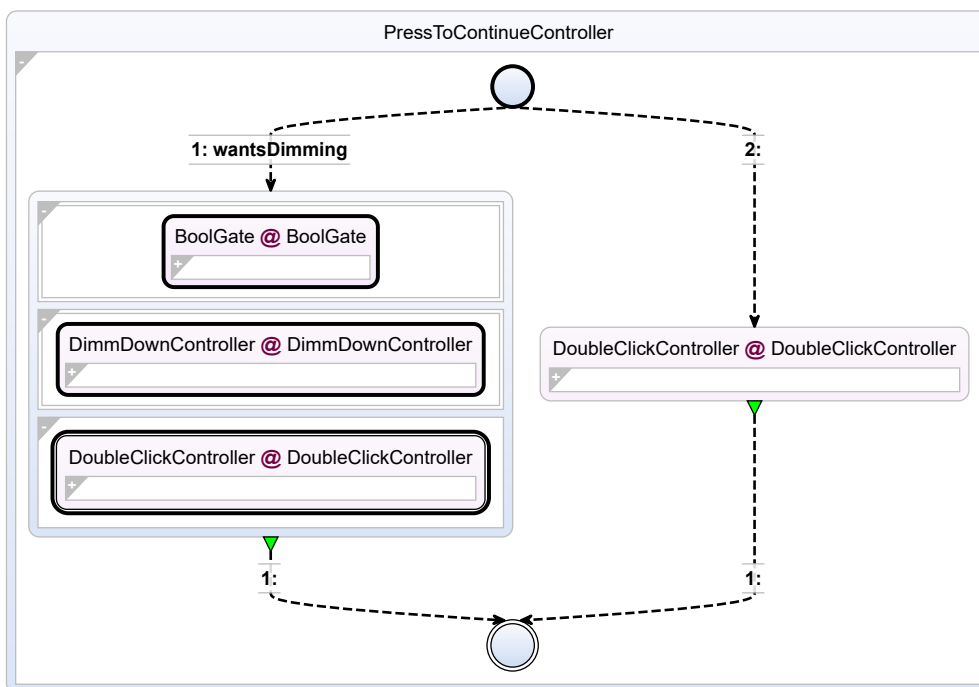 PressToContinueController
-
1: wantsDimming
2:
-
BoolGate @ BoolGate
+
-
DimmDownController @ DimmDownController
+
DoubleClickController @ DoubleClickController
+
-
DoubleClickController @ DoubleClickController
+
1:
1: